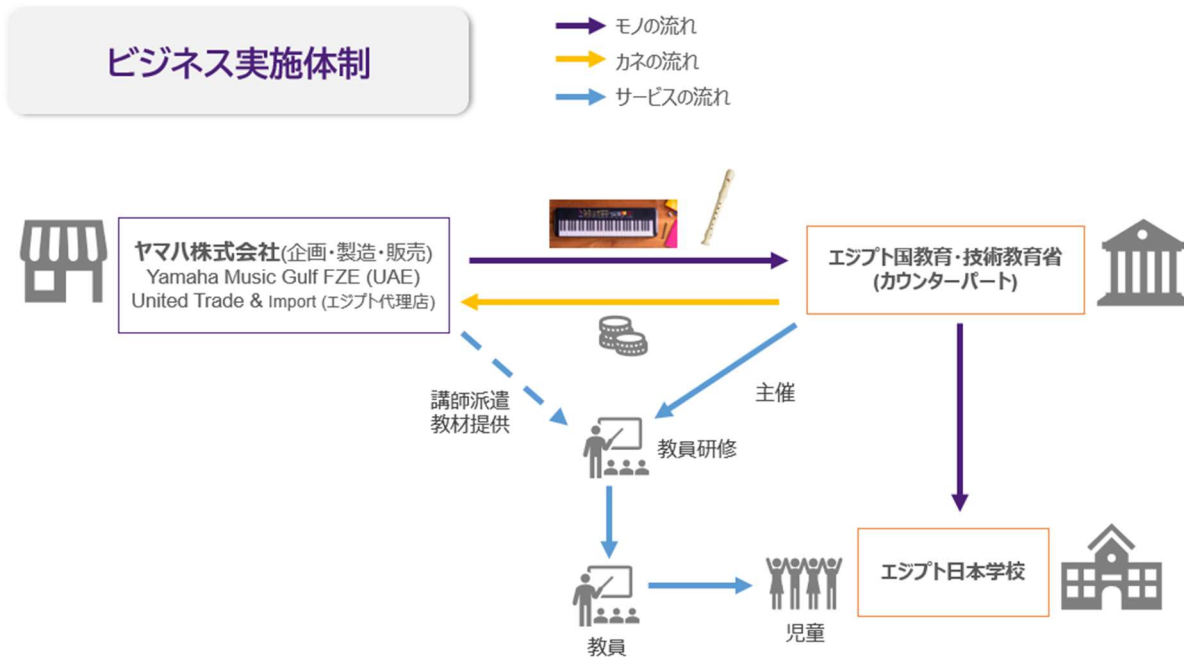 ビジネス実施体制
モノの流れ
カネの流れ
サービスの流れ
ヤマハ株式会社(企画・製造・販売)
Yamaha Music Gulf FZE (UAE)
United Trade & Import (エジプト代理店)
エジプト国教育・技術教育省
(カウンターパート)
講師派遣
教材提供
主催
教員研修
エジプト日本学校
教員
児童